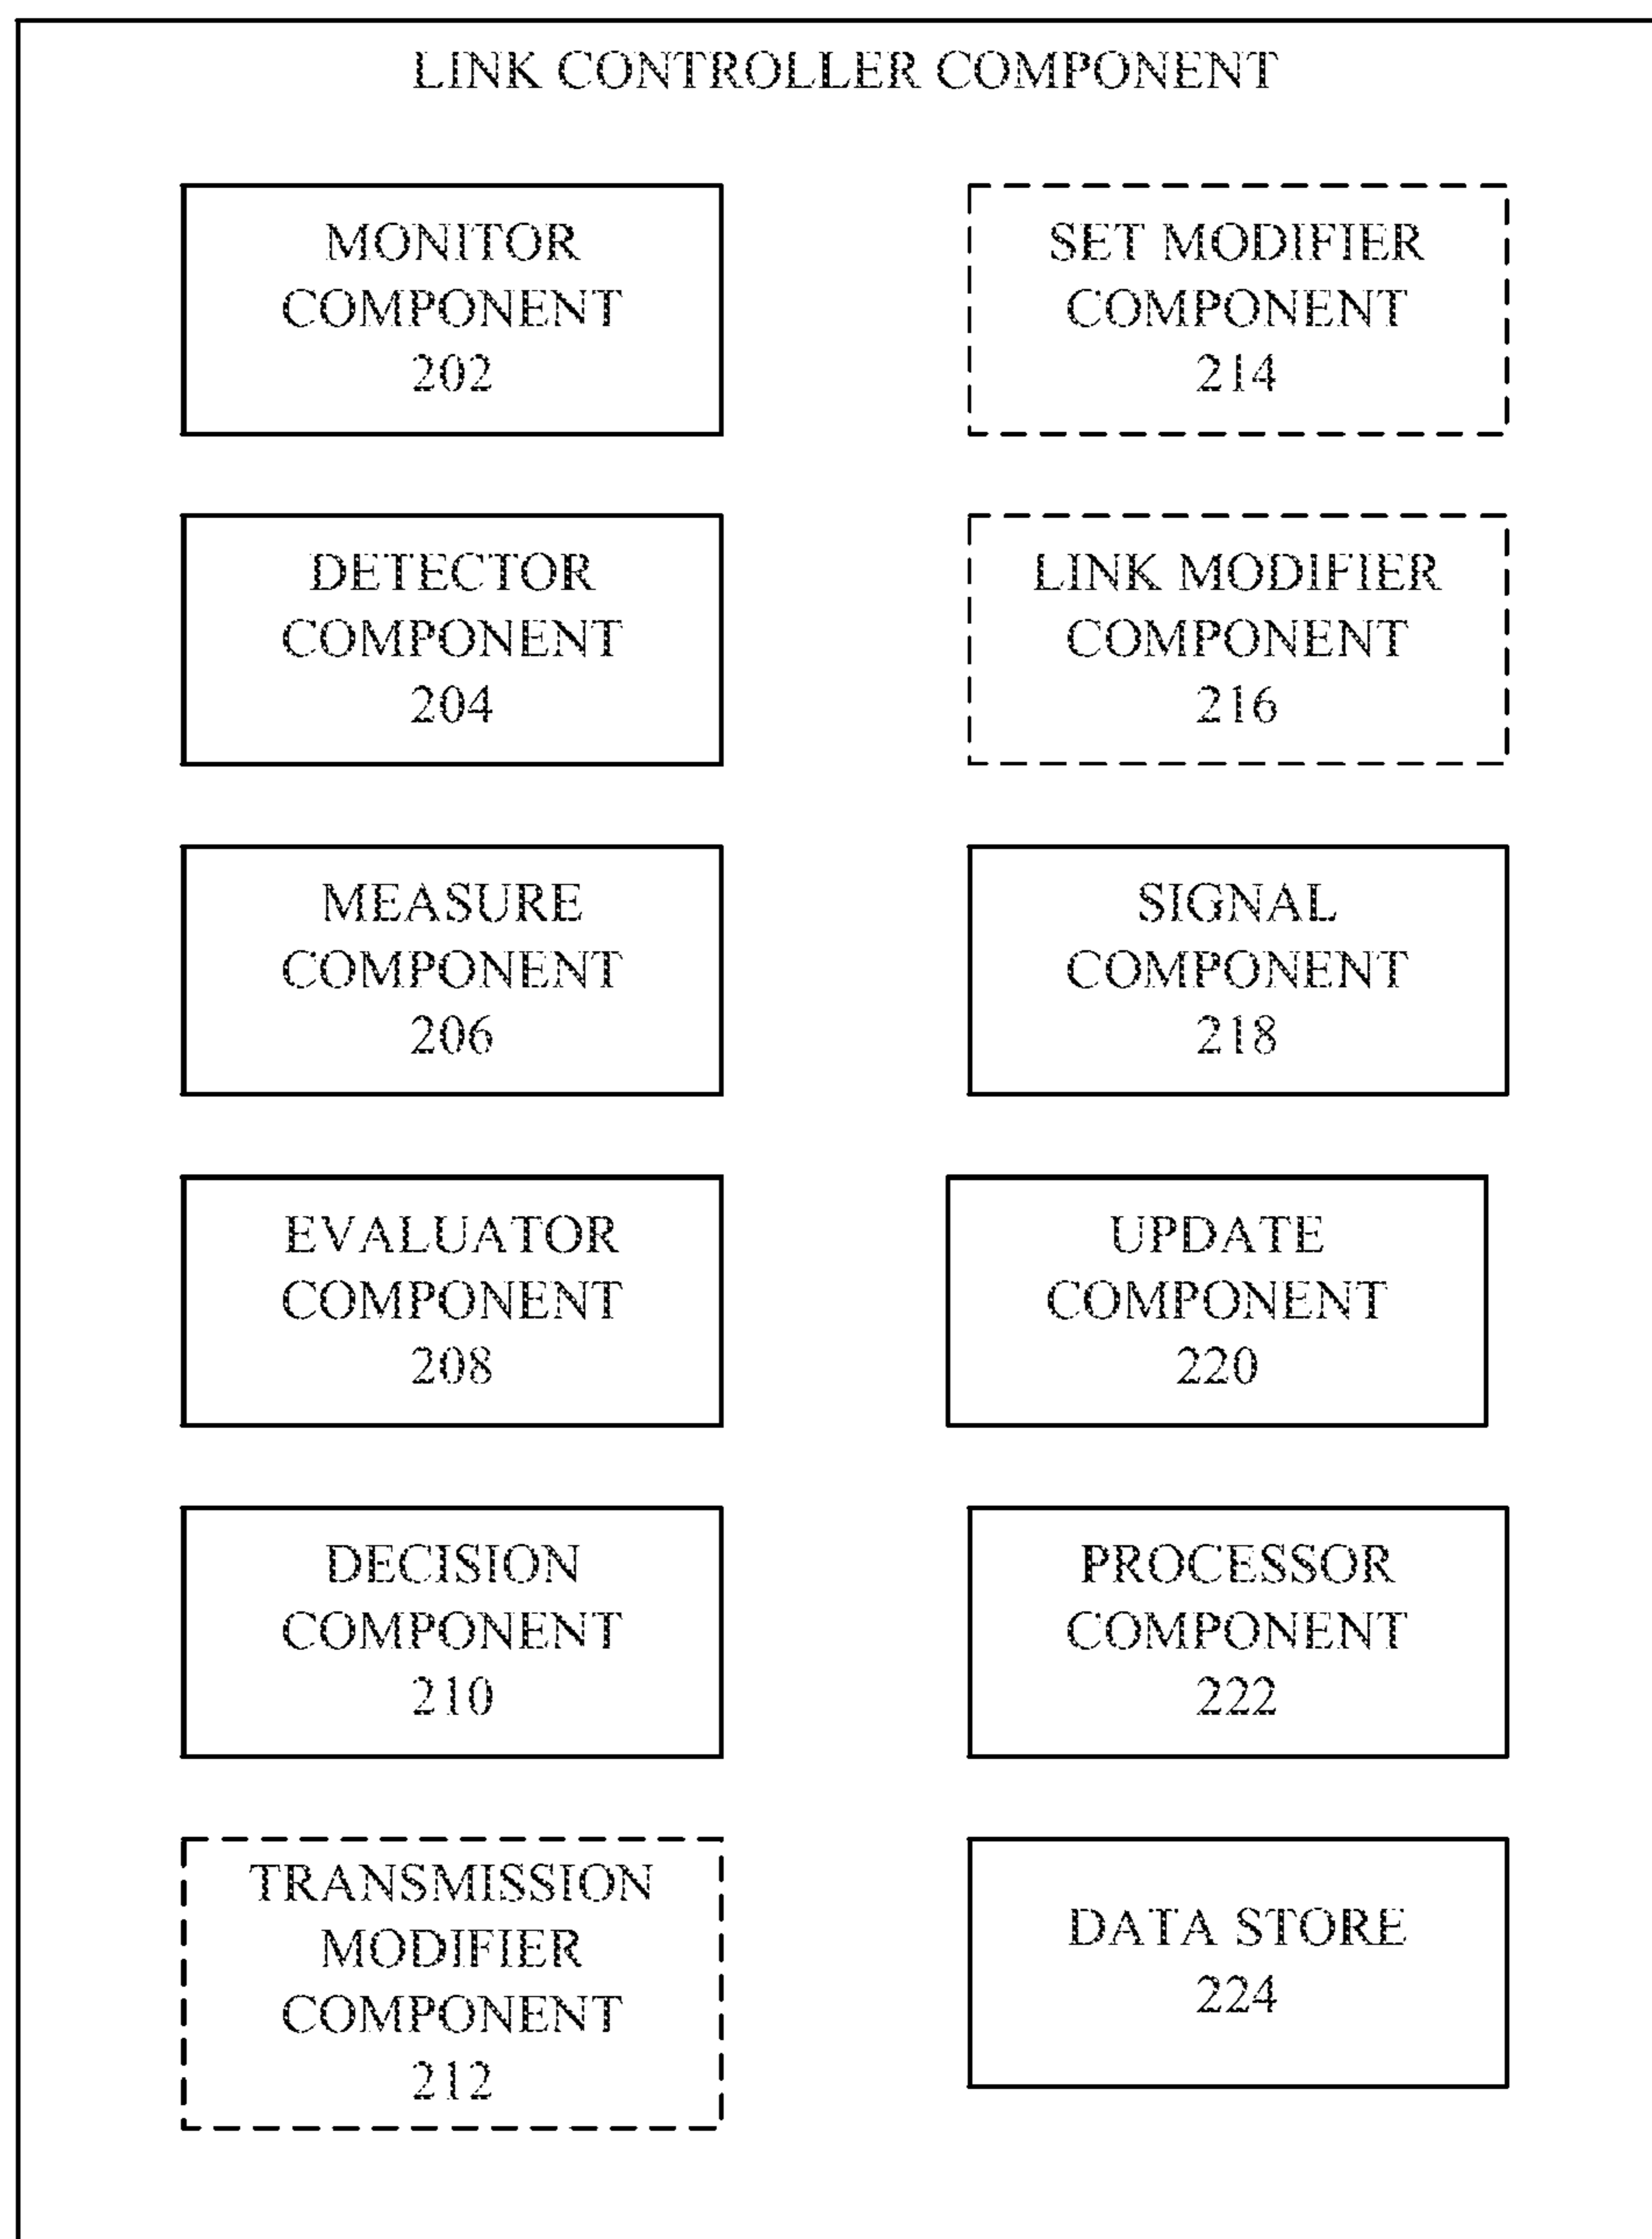 LINK CONTROLLER COMPONENT
MONITOR
COMPONENT
202
DETECTOR
COMPONENT
204
MEASURE
COMPONENT
206
EVALUATOR
COMPONENT
208
DECISION
COMPONENT
210
TRANSMISSION
MODIFIER
COMPONENT
212
SET MODIFIER
COMPONENT
214
LINK MODIFIER
COMPONENT
216
SIGNAL
COMPONENT
218
UPDATE
COMPONENT
220
PROCESSOR
COMPONENT
222
DATA STORE
224